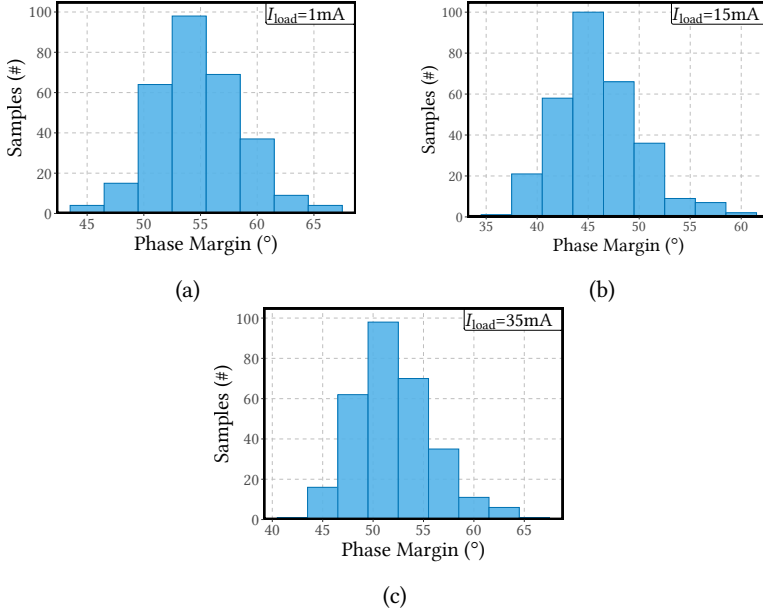 I_load=1mA
100
80
60
40
20
0
Samples (#)
45 50 55 60 65
Phase Margin (°)
(a)
I_load=15mA
100
80
60
40
20
0
Samples (#)
35 40 45 50 55 60
Phase Margin (°)
(b)
I_load=35mA
100
80
60
40
20
0
Samples (#)
40 45 50 55 60 65
Phase Margin (°)
(c)